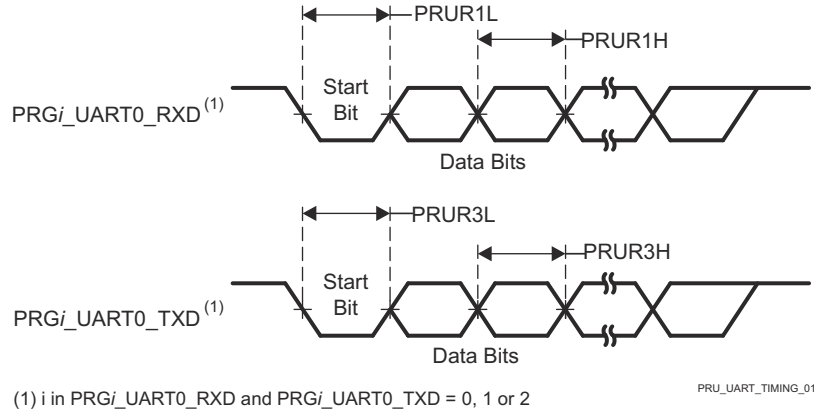 PRUR1L
PRUR1H
Start
Bit
PRGi_UART0_RXD (1)
Data Bits
PRUR3L
PRUR3H
Start
Bit
PRGi_UART0_TXD (1)
Data Bits
(1) i in PRGi_UART0_RXD and PRGi_UART0_TXD = 0, 1 or 2
PRU_UART_TIMING_01